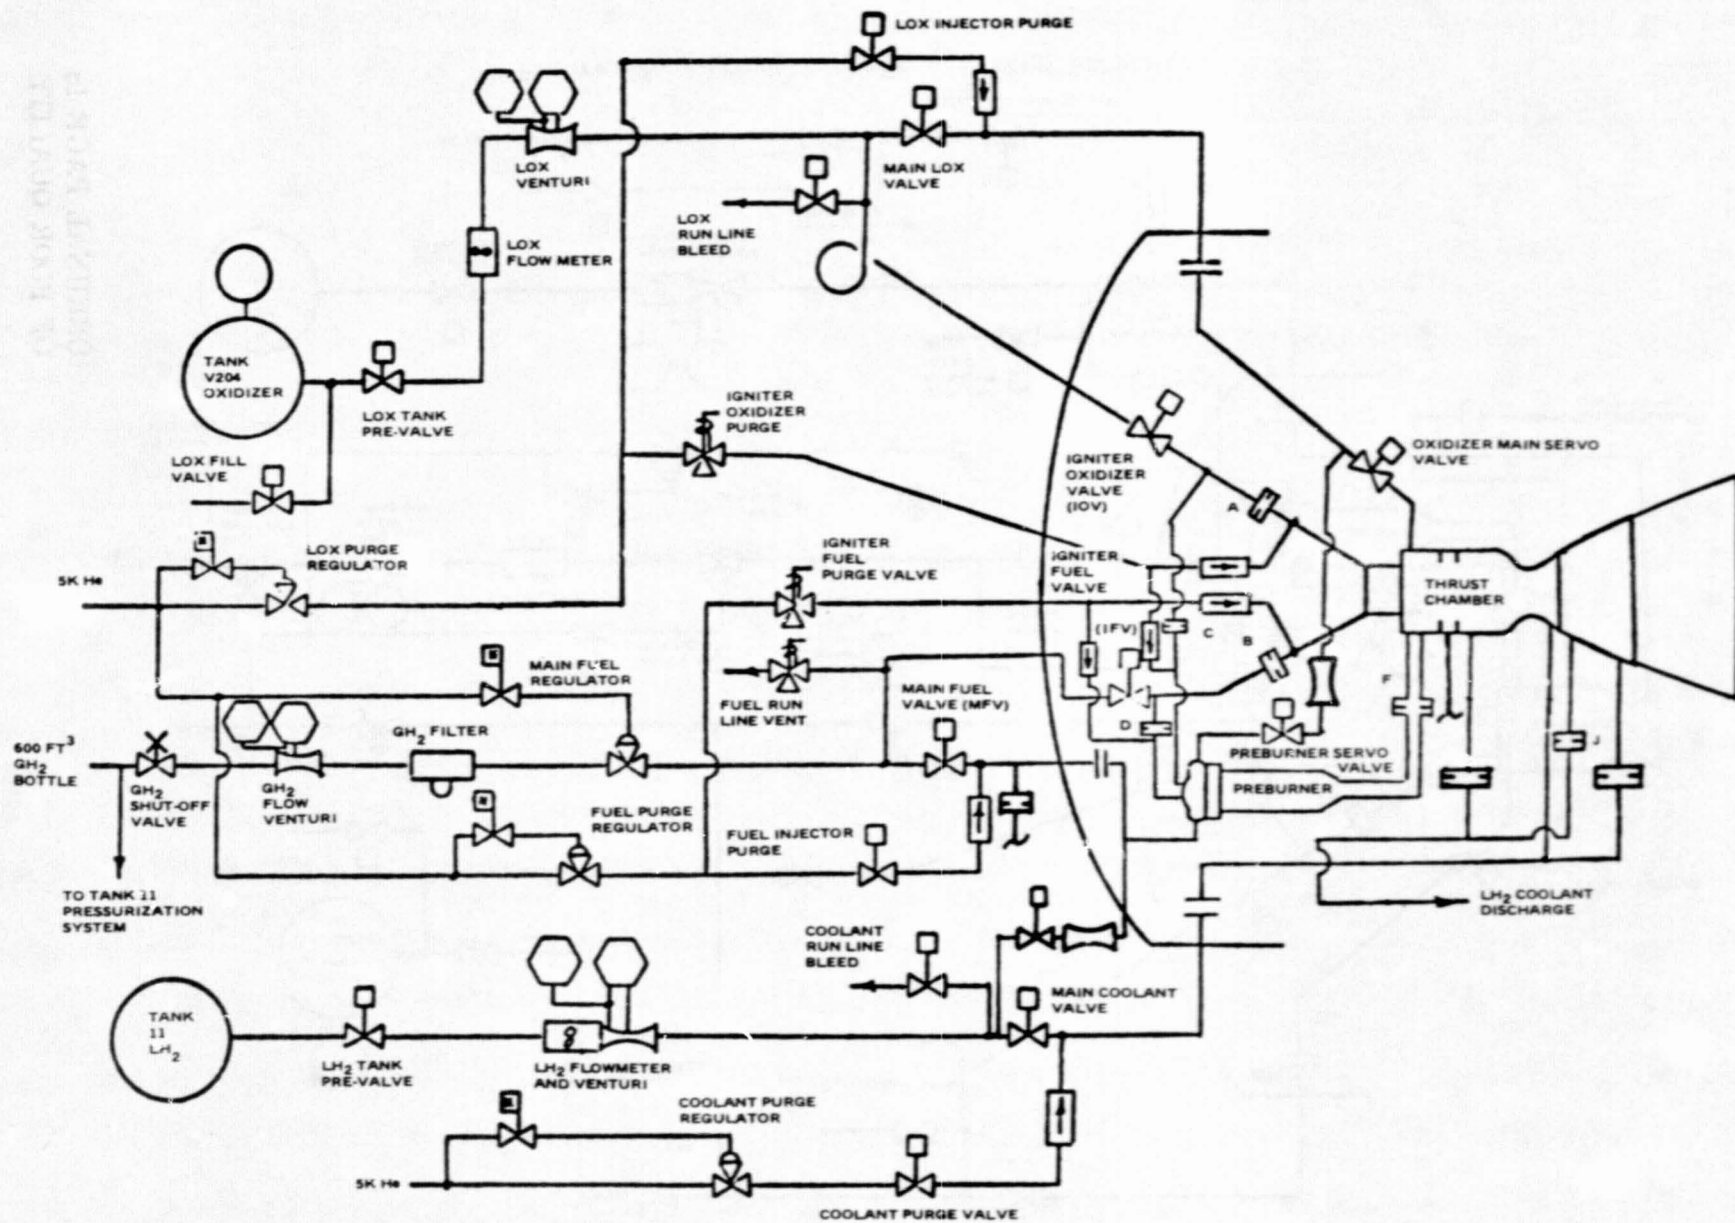 LOX INJECTOR PURGE
LOX
VENTURI
MAIN LOX
VALVE
LOX
RUN LINE
BLEED
LOX
FLOW METER
TANK
V204
OXIDIZER
LOX TANK
PRE-VALVE
IGNITER
OXIDIZER
PURGE
LOX FILL
VALVE
IGNITER
OXIDIZER
VALVE
(IOV)
OXIDIZER MAIN SERVO
VALVE
A
LOX PURGE
REGULATOR
5K He
IGNITER
FUEL
PURGE VALVE
IGNITER
FUEL
VALVE
(IFV)
THRUST
CHAMBER
C
B
D
F
J
MAIN FUEL
REGULATOR
FUEL RUN
LINE VENT
MAIN FUEL
VALVE (MFV)
600 FT3
GH2
BOTTLE
GH2
SHUT-OFF
VALVE
GH2
FLOW
VENTURI
GH2 FILTER
FUEL PURGE
REGULATOR
FUEL INJECTOR
PURGE
PREBURNER SERVO
VALVE
PREBURNER
TO TANK 11
PRESSURIZATION
SYSTEM
LH2 COOLANT
DISCHARGE
COOLANT
RUN LINE
BLEED
MAIN COOLANT
VALVE
TANK
11
LH2
LH2 TANK
PRE-VALVE
LH2 FLOWMETER
AND VENTURI
COOLANT PURGE
REGULATOR
5K He
COOLANT PURGE VALVE